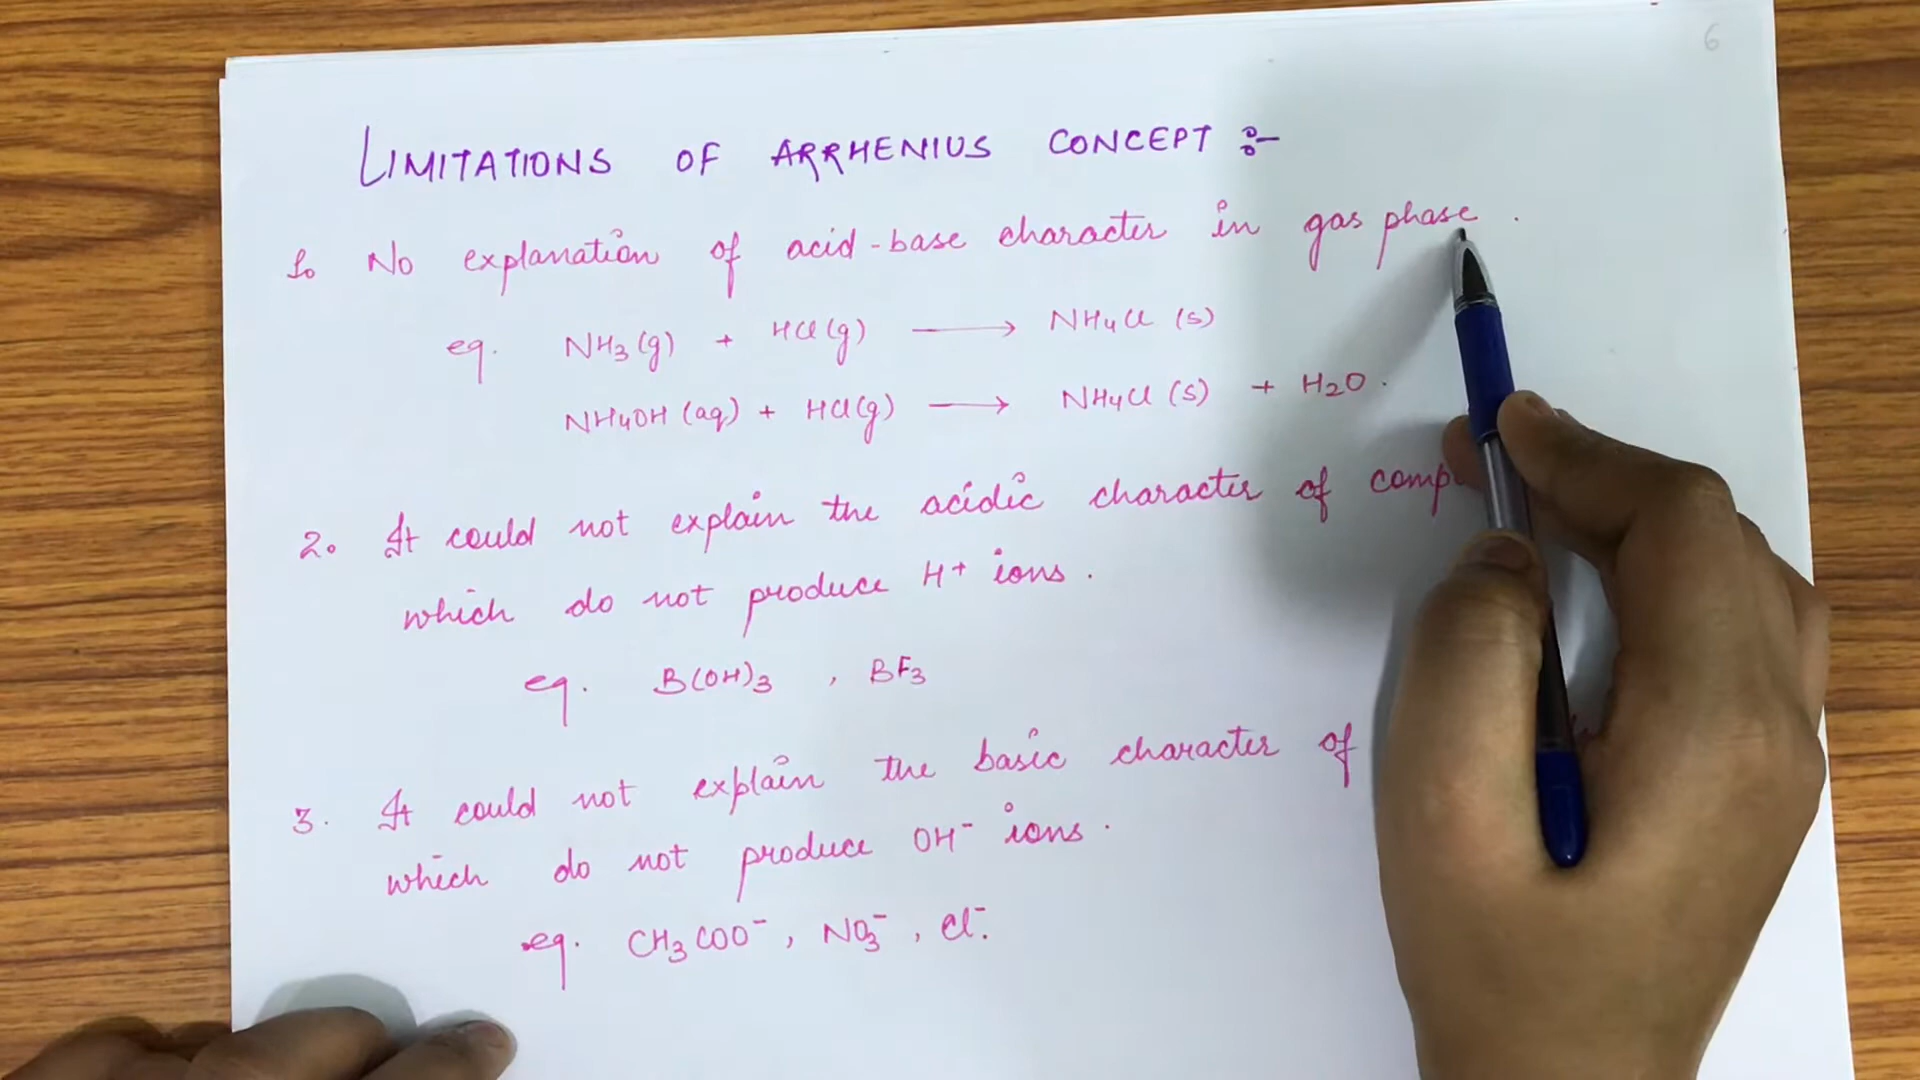 6
LIMITATIONS OF ARRHENIUS CONCEPT :-
1. No explanation of acid-base character in gas phase.
eg. NH3(g) + HCl(g) ⟶ NH4Cl (s)
NH4OH (aq) + HCl(g) ⟶ NH4Cl (s) + H2O.
2. It could not explain the acidic character of comp
which do not produce H+ ions.
eg. B(OH)3 , BF3
3. It could not explain the basic character of
which do not produce OH⁻ ions.
eg. CH3COO⁻, NO3⁻, Cl⁻.